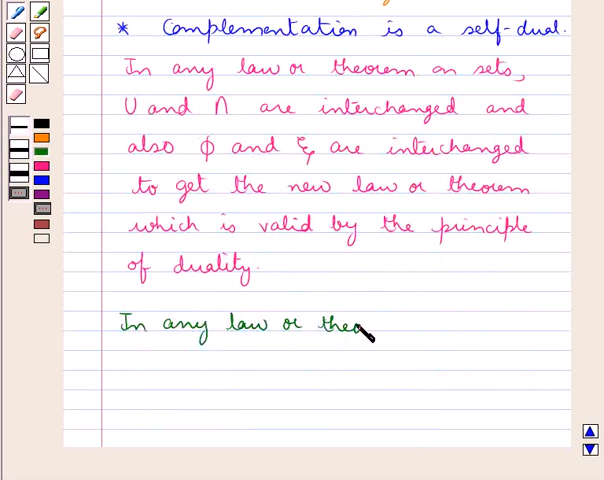 * Complementation is a self-dual.
In any law or theorem on sets,
∪ and ∩ are interchanged and
also ϕ and ξ are interchanged
to get the new law or theorem
which is valid by the principle
of duality.
In any law or theo